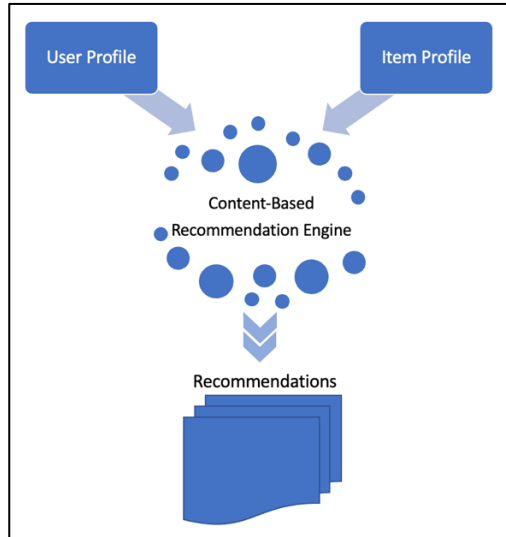 User Profile
Item Profile
Content-Based
Recommendation Engine
Recommendations